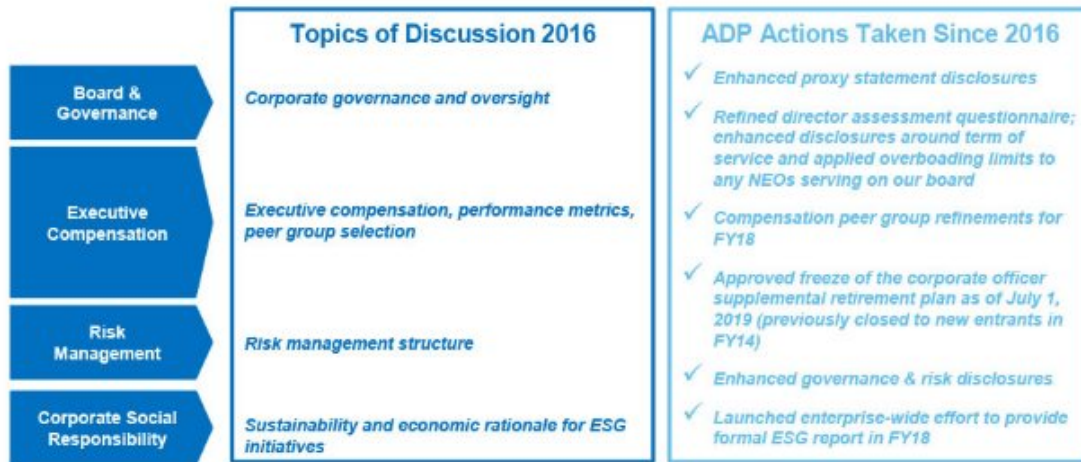 Topics of Discussion 2016
ADP Actions Taken Since 2016
Board &
Governance
Corporate governance and oversight
Executive
Compensation
Executive compensation, performance metrics,
peer group selection
Risk
Management
Risk management structure
Corporate Social
Responsibility
Sustainability and economic rationale for ESG
initiatives
✓ Enhanced proxy statement disclosures
✓ Refined director assessment questionnaire;
enhanced disclosures around term of
service and applied overboading limits to
any NEOs serving on our board
✓ Compensation peer group refinements for
FY18
✓ Approved freeze of the corporate officer
supplemental retirement plan as of July 1,
2019 (previously closed to new entrants in
FY14)
✓ Enhanced governance & risk disclosures
✓ Launched enterprise-wide effort to provide
formal ESG report in FY18